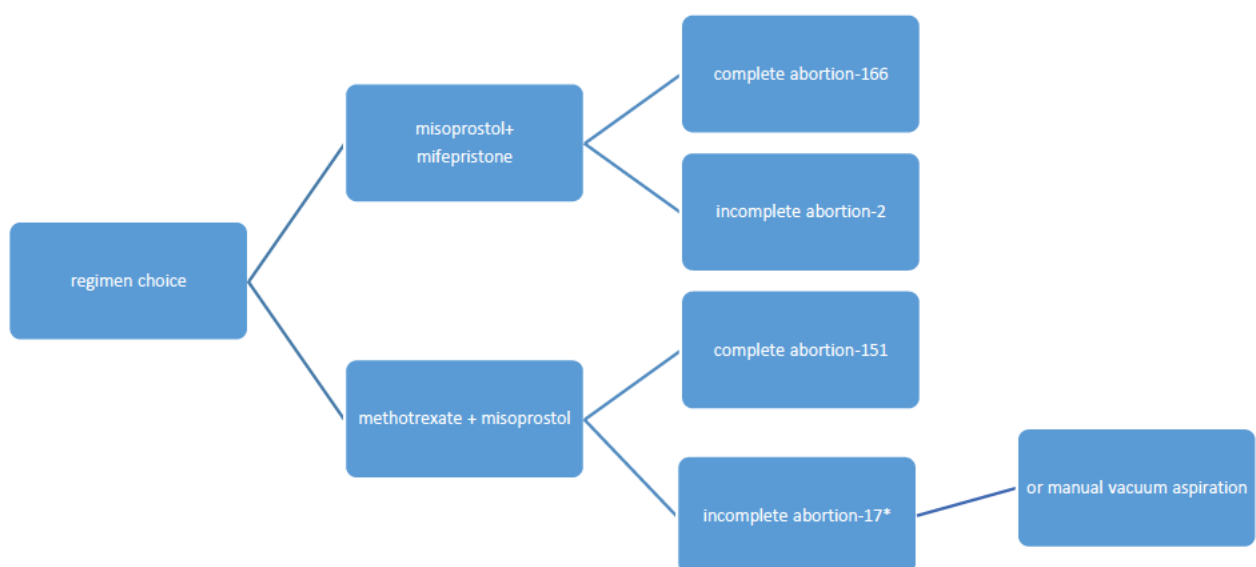 regimen choice
misoprostol+
mifepristone
complete abortion-166
incomplete abortion-2
methotrexate + misoprostol
complete abortion-151
incomplete abortion-17*
or manual vacuum aspiration